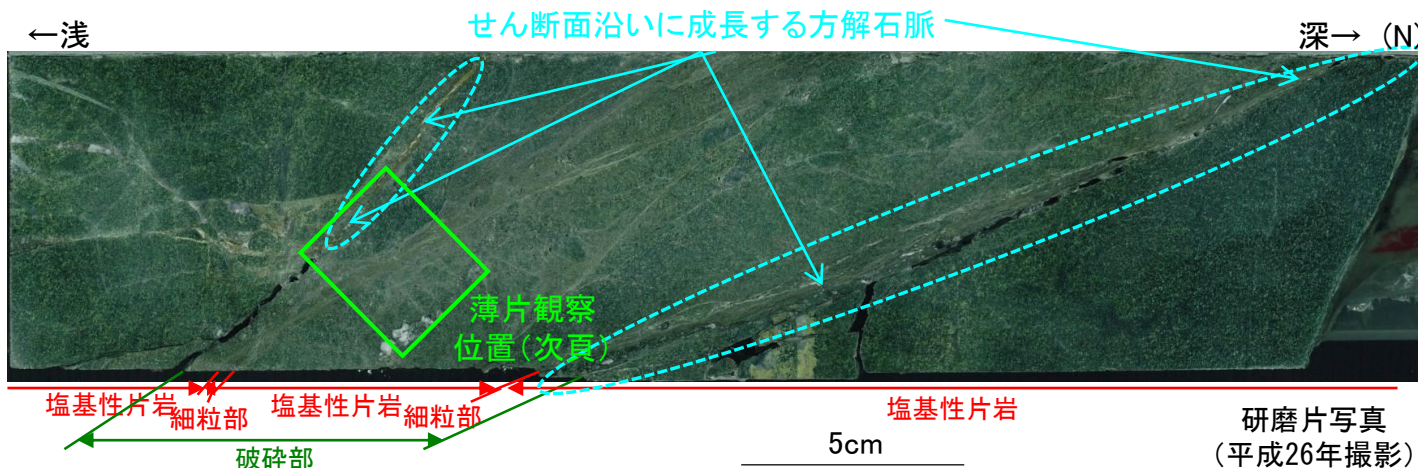 せん断面沿いに成長する方解石脈
←浅
深→ (N)
薄片観察
位置(次頁)
塩基性片岩
細粒部
塩基性片岩
細粒部
塩基性片岩
破砕部
5cm
研磨片写真
(平成26年撮影)